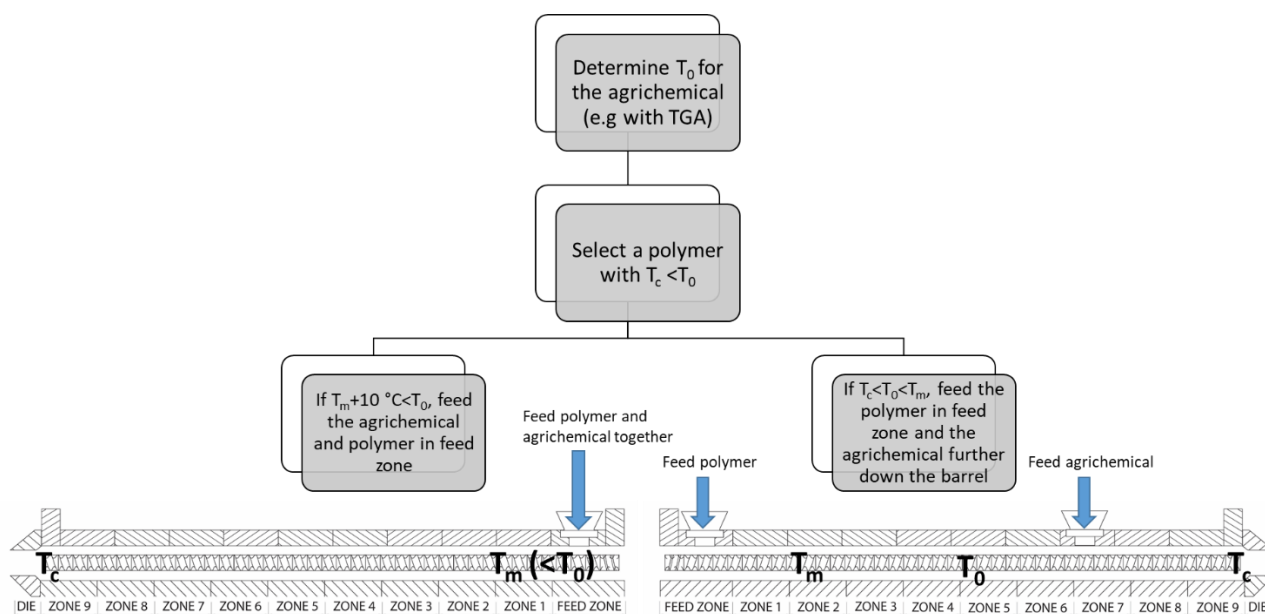 Determine T0 for
the agrichemical
(e.g with TGA)
Select a polymer
with Tc <T0
If Tm+10 °C<T0, feed
the agrichemical
and polymer in feed
zone
If Tc<T0<Tm, feed the
polymer in feed
zone and the
agrichemical further
down the barrel
Feed polymer and
agrichemical together
Feed polymer
Feed agrichemical
Tc
Tm (<T0)
Tm
T0
Tc
DIE ZONE 9 ZONE 8 ZONE 7 ZONE 6 ZONE 5 ZONE 4 ZONE 3 ZONE 2 ZONE 1 FEED ZONE
FEED ZONE ZONE 1 ZONE 2 ZONE 3 ZONE 4 ZONE 5 ZONE 6 ZONE 7 ZONE 8 ZONE 9 DIE